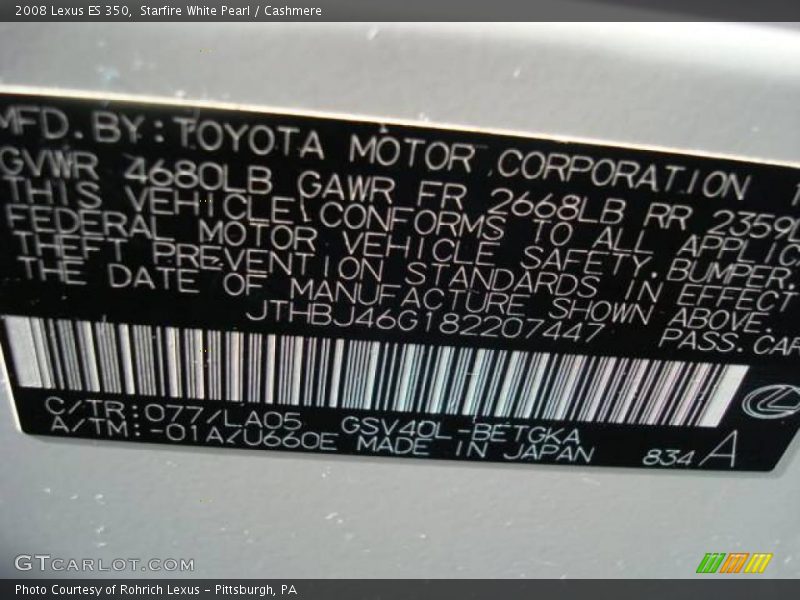 2008 Lexus ES 350, Starfire White Pearl / Cashmere
MFD. BY: TOYOTA MOTOR CORPORATION
GVWR 4680LB GAWR FR 2668LB RR 2359L
THIS VEHICLE CONFORMS TO ALL APPLIC
FEDERAL MOTOR VEHICLE SAFETY, BUMPER,
THEFT PREVENTION STANDARDS IN EFFECT
THE DATE OF MANUFACTURE SHOWN ABOVE.
JTHBJ46G182207447 PASS. CAR
C/TR: 077/LA05 GSV40L-BETGKA
A/TM: -01A/U660E MADE IN JAPAN 834 A
GTCARLOT.COM
Photo Courtesy of Rohrich Lexus - Pittsburgh, PA